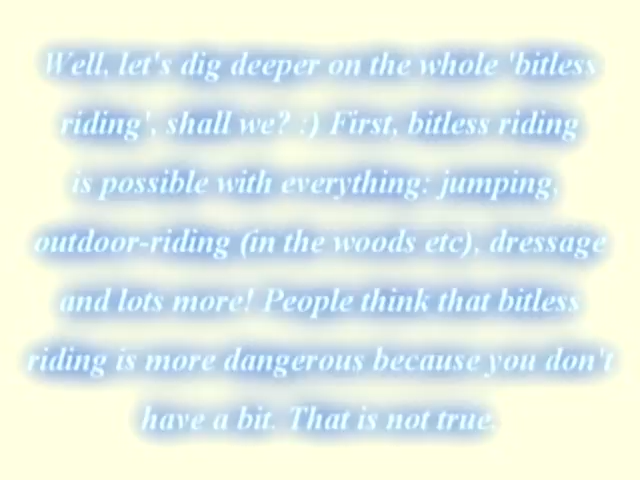 Well, let's dig deeper on the whole 'bitless
riding', shall we? :) First, bitless riding
is possible with everything: jumping,
outdoor-riding (in the woods etc), dressage
and lots more! People think that bitless
riding is more dangerous because you don't
have a bit. That is not true.